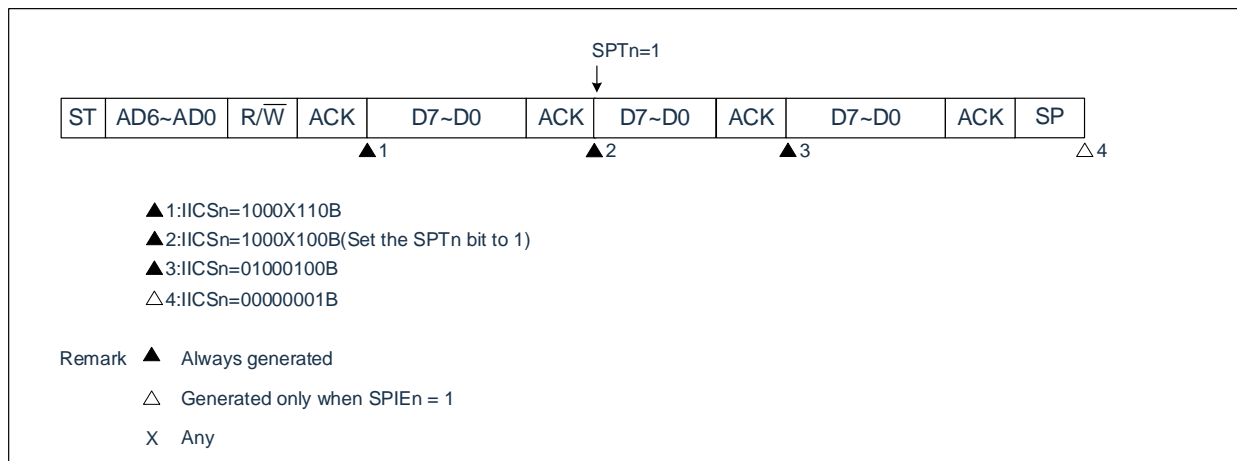 SPTn=1
ST AD6~AD0 R/W̅ ACK D7~D0 ACK D7~D0 ACK D7~D0 ACK SP
▲1 ▲2 ▲3 △4
▲1:IICSn=1000X110B
▲2:IICSn=1000X100B(Set the SPTn bit to 1)
▲3:IICSn=01000100B
△4:IICSn=00000001B
Remark ▲ Always generated
△ Generated only when SPIEn = 1
X Any